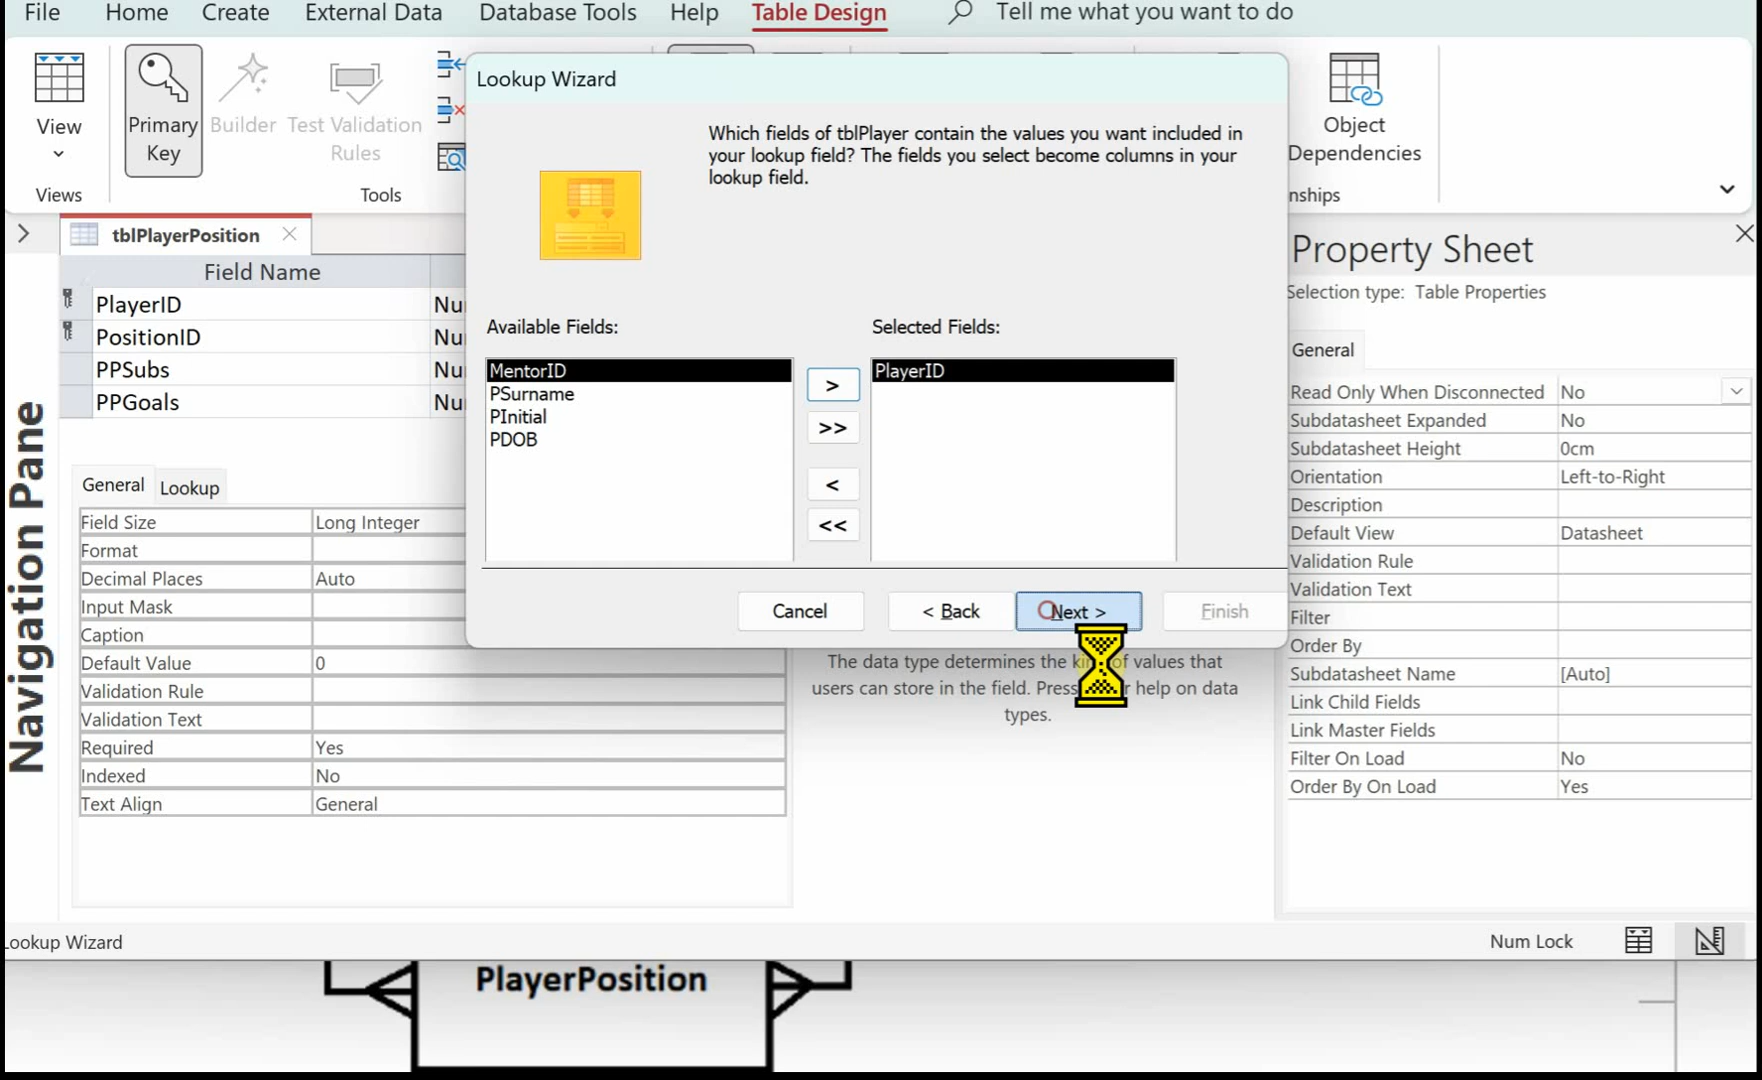 File Home Create External Data Database Tools Help Table Design Tell me what you want to do
View
Views
Primary
Key
Builder
Test Validation
Rules
Tools
Object
Dependencies
nships
Lookup Wizard
Which fields of tblPlayer contain the values you want included in
your lookup field? The fields you select become columns in your
lookup field.
Available Fields:
MentorID
PSurname
PInitial
PDOB
>
>>
<
<<
Selected Fields:
PlayerID
Cancel
< Back
Next >
Finish
Navigation Pane
tblPlayerPosition
Field Name
PlayerID Nu
PositionID Nu
PPSubs Nu
PPGoals Nu
General Lookup
Field Size Long Integer
Format
Decimal Places Auto
Input Mask
Caption
Default Value 0
Validation Rule
Validation Text
Required Yes
Indexed No
Text Align General
The data type determines the kind of values that
users can store in the field. Press help on data
types.
Property Sheet
Selection type: Table Properties
General
Read Only When Disconnected No
Subdatasheet Expanded No
Subdatasheet Height 0cm
Orientation Left-to-Right
Description
Default View Datasheet
Validation Rule
Validation Text
Filter
Order By
Subdatasheet Name [Auto]
Link Child Fields
Link Master Fields
Filter On Load No
Order By On Load Yes
Lookup Wizard
Num Lock
PlayerPosition